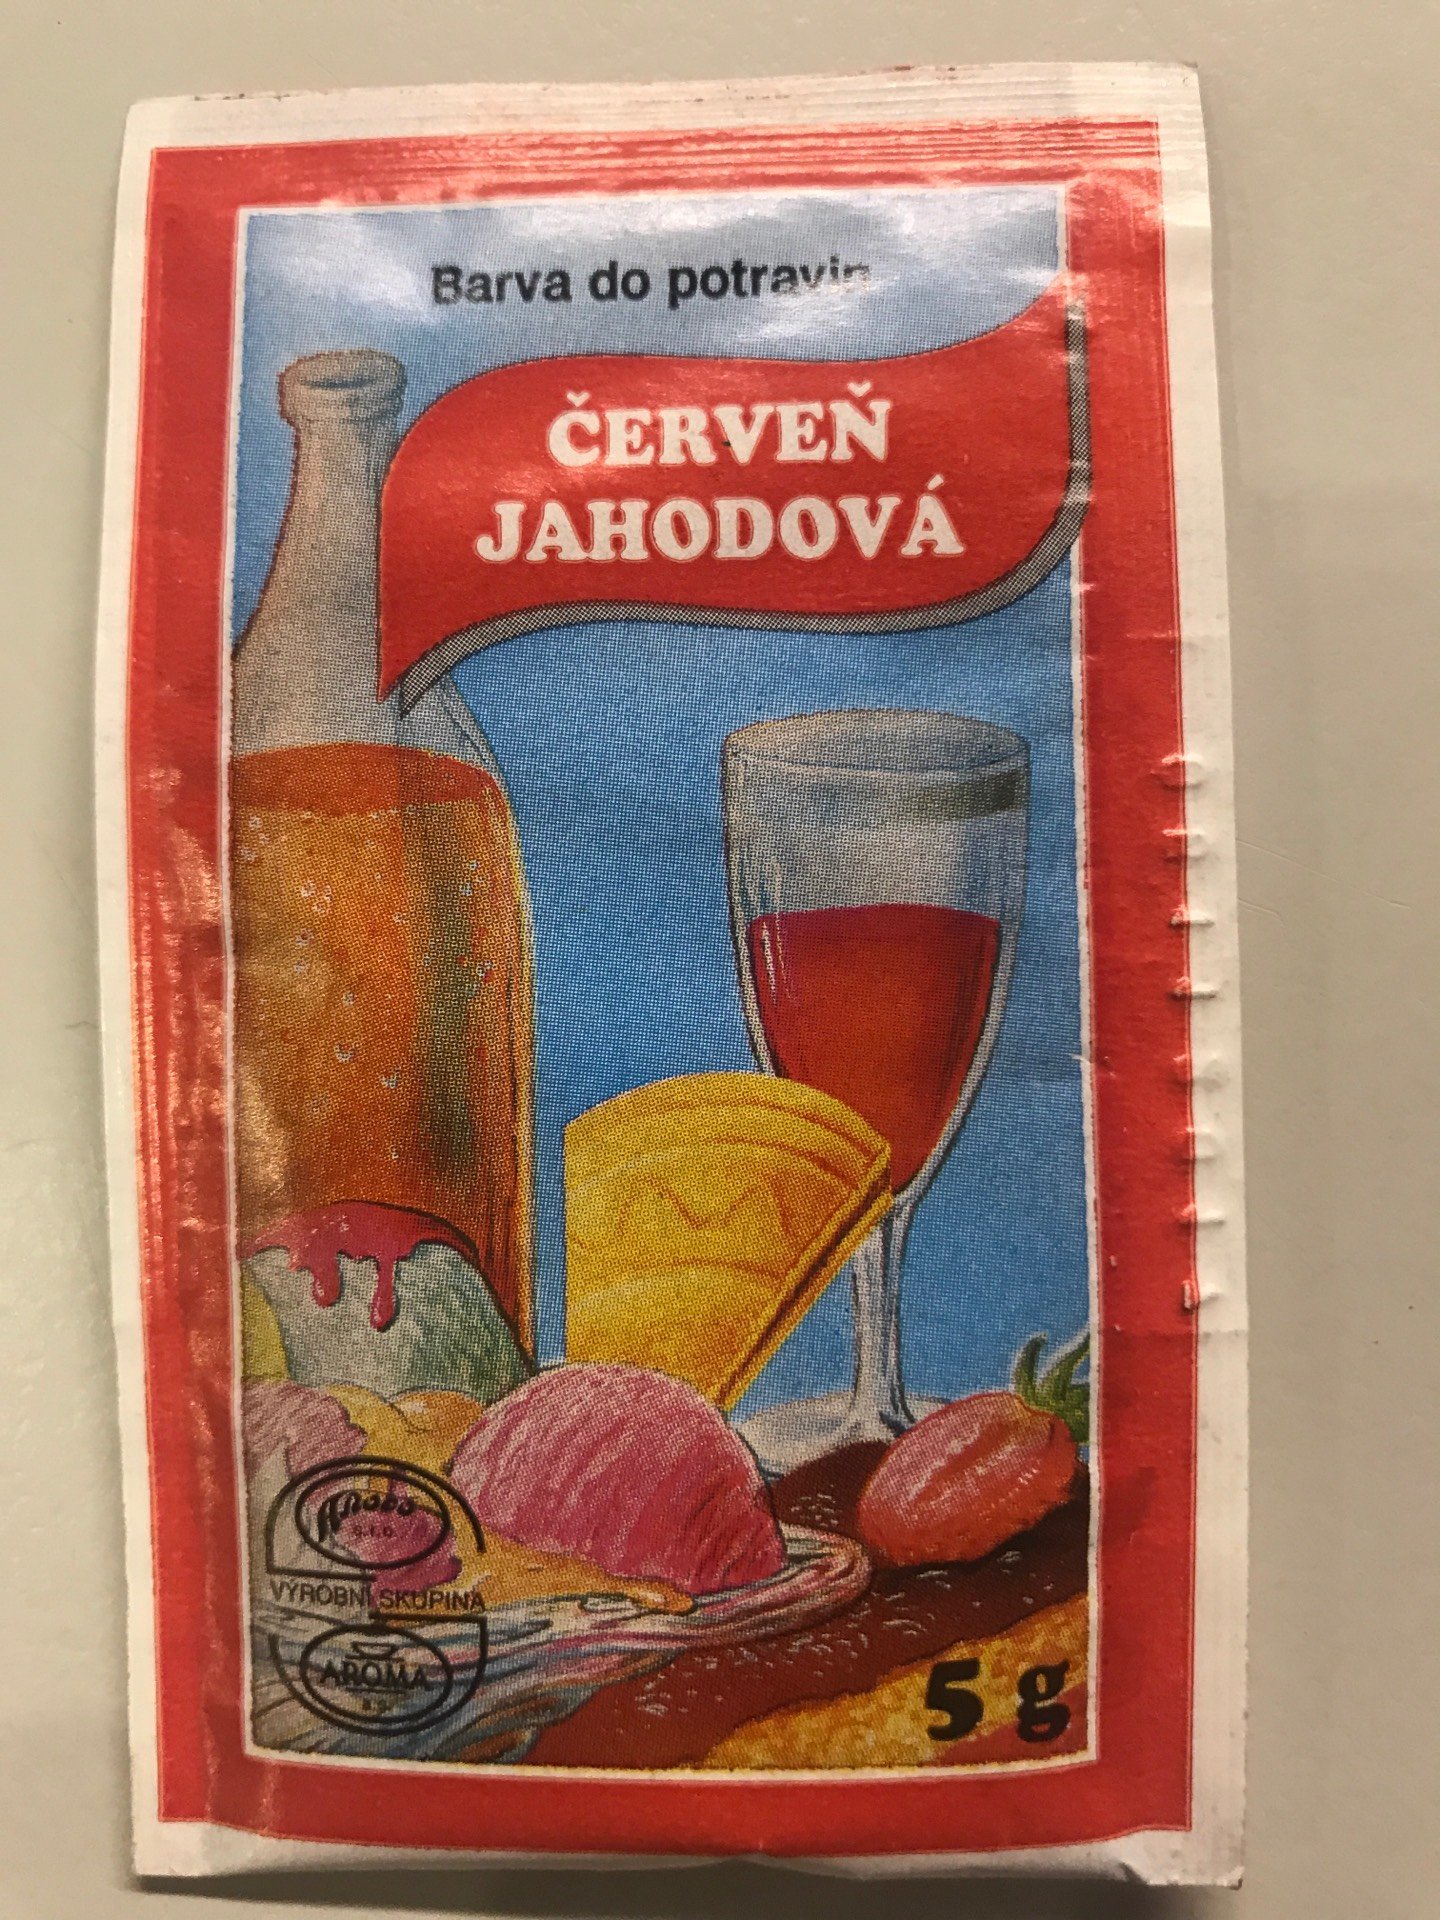 Barva do potravin
ČERVEŇ
JAHODOVÁ
s.r.o.
VÝROBNÍ SKUPINA
AROMA
5 g